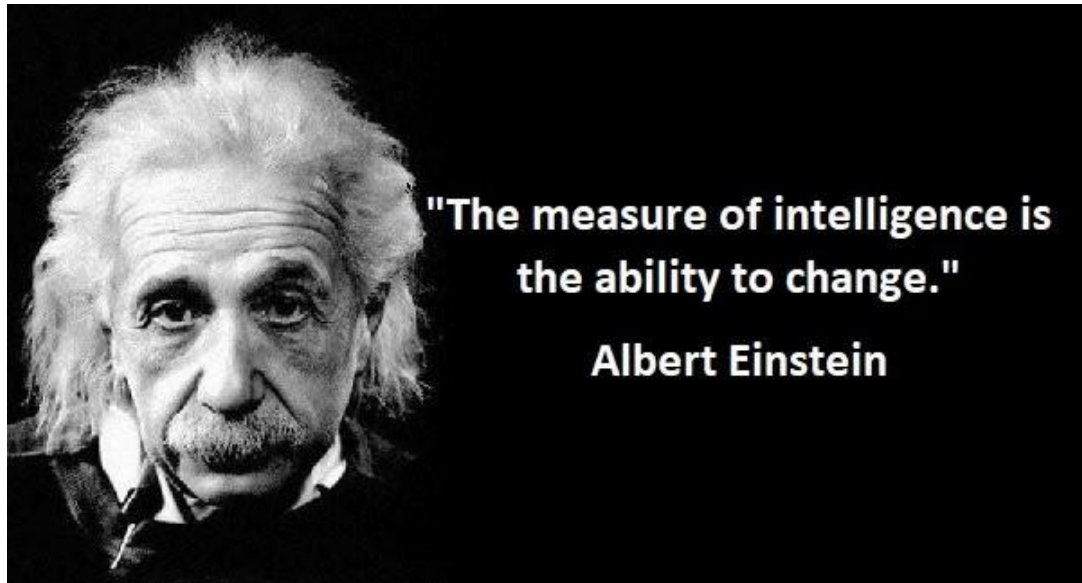 "The measure of intelligence is
the ability to change."
Albert Einstein